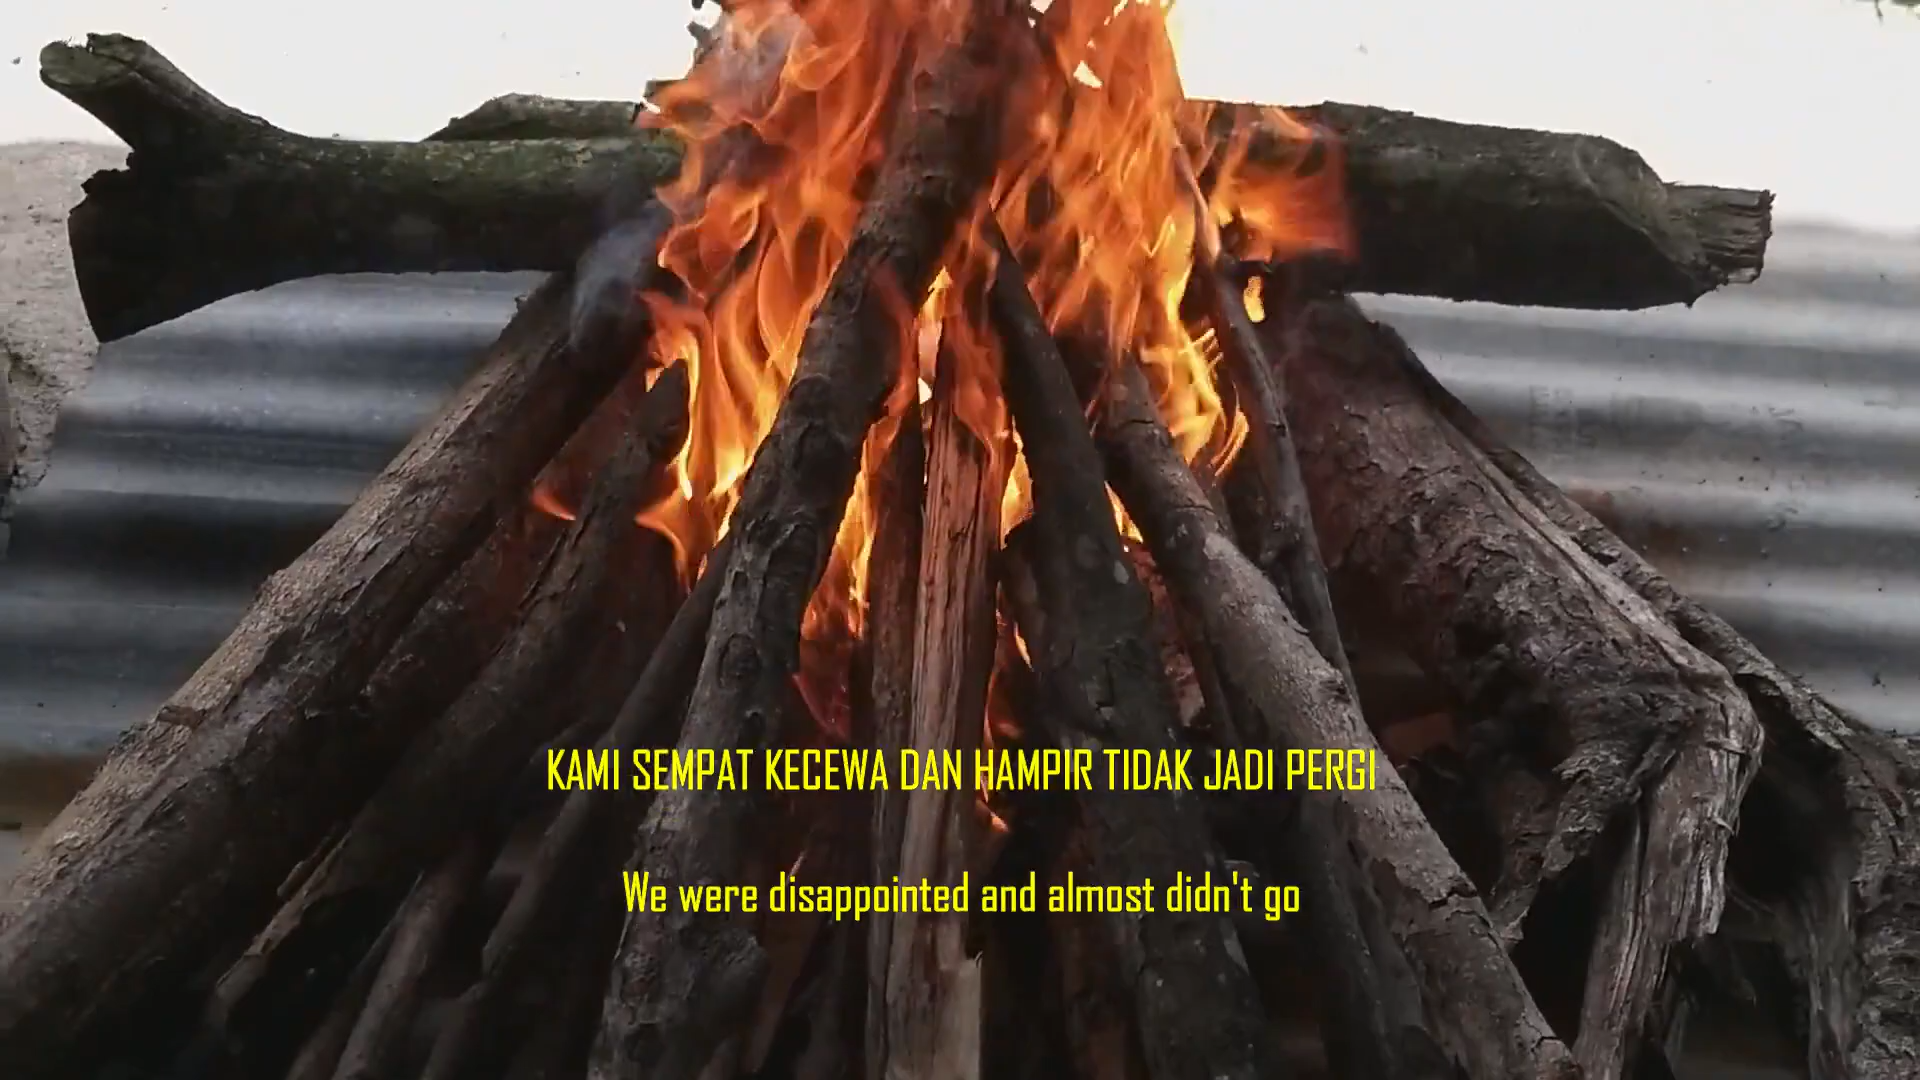 KAMI SEMPAT KECEWA DAN HAMPIR TIDAK JADI PERGI
We were disappointed and almost didn't go